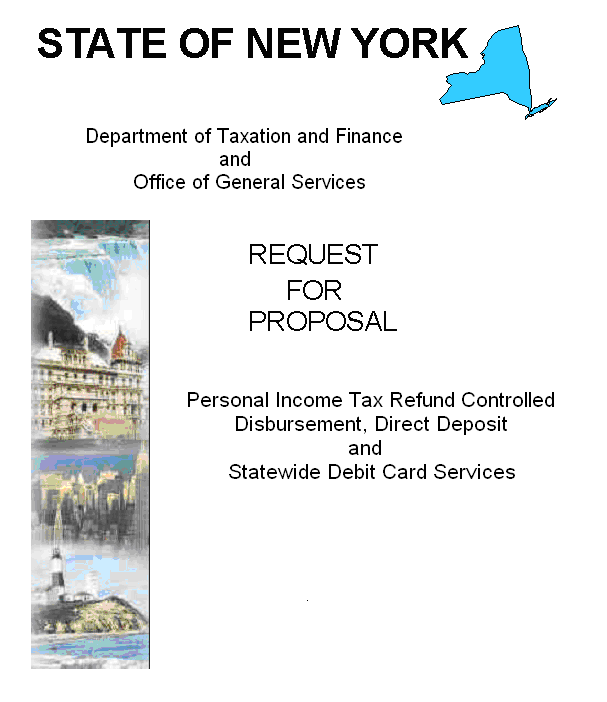 STATE OF NEW YORK
Department of Taxation and Finance
and
Office of General Services
REQUEST
FOR
PROPOSAL
Personal Income Tax Refund Controlled
Disbursement, Direct Deposit
and
Statewide Debit Card Services